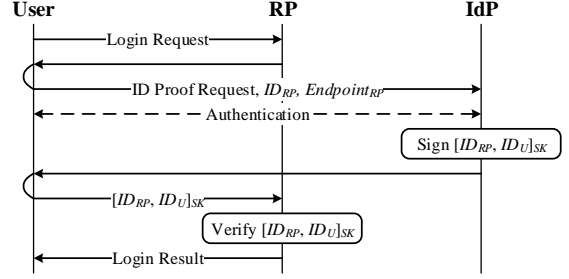 User RP IdP
Login Request
ID Proof Request, ID_RP, Endpoint_RP
Authentication
Sign [ID_RP, ID_U]_SK
[ID_RP, ID_U]_SK
Verify [ID_RP, ID_U]_SK
Login Result